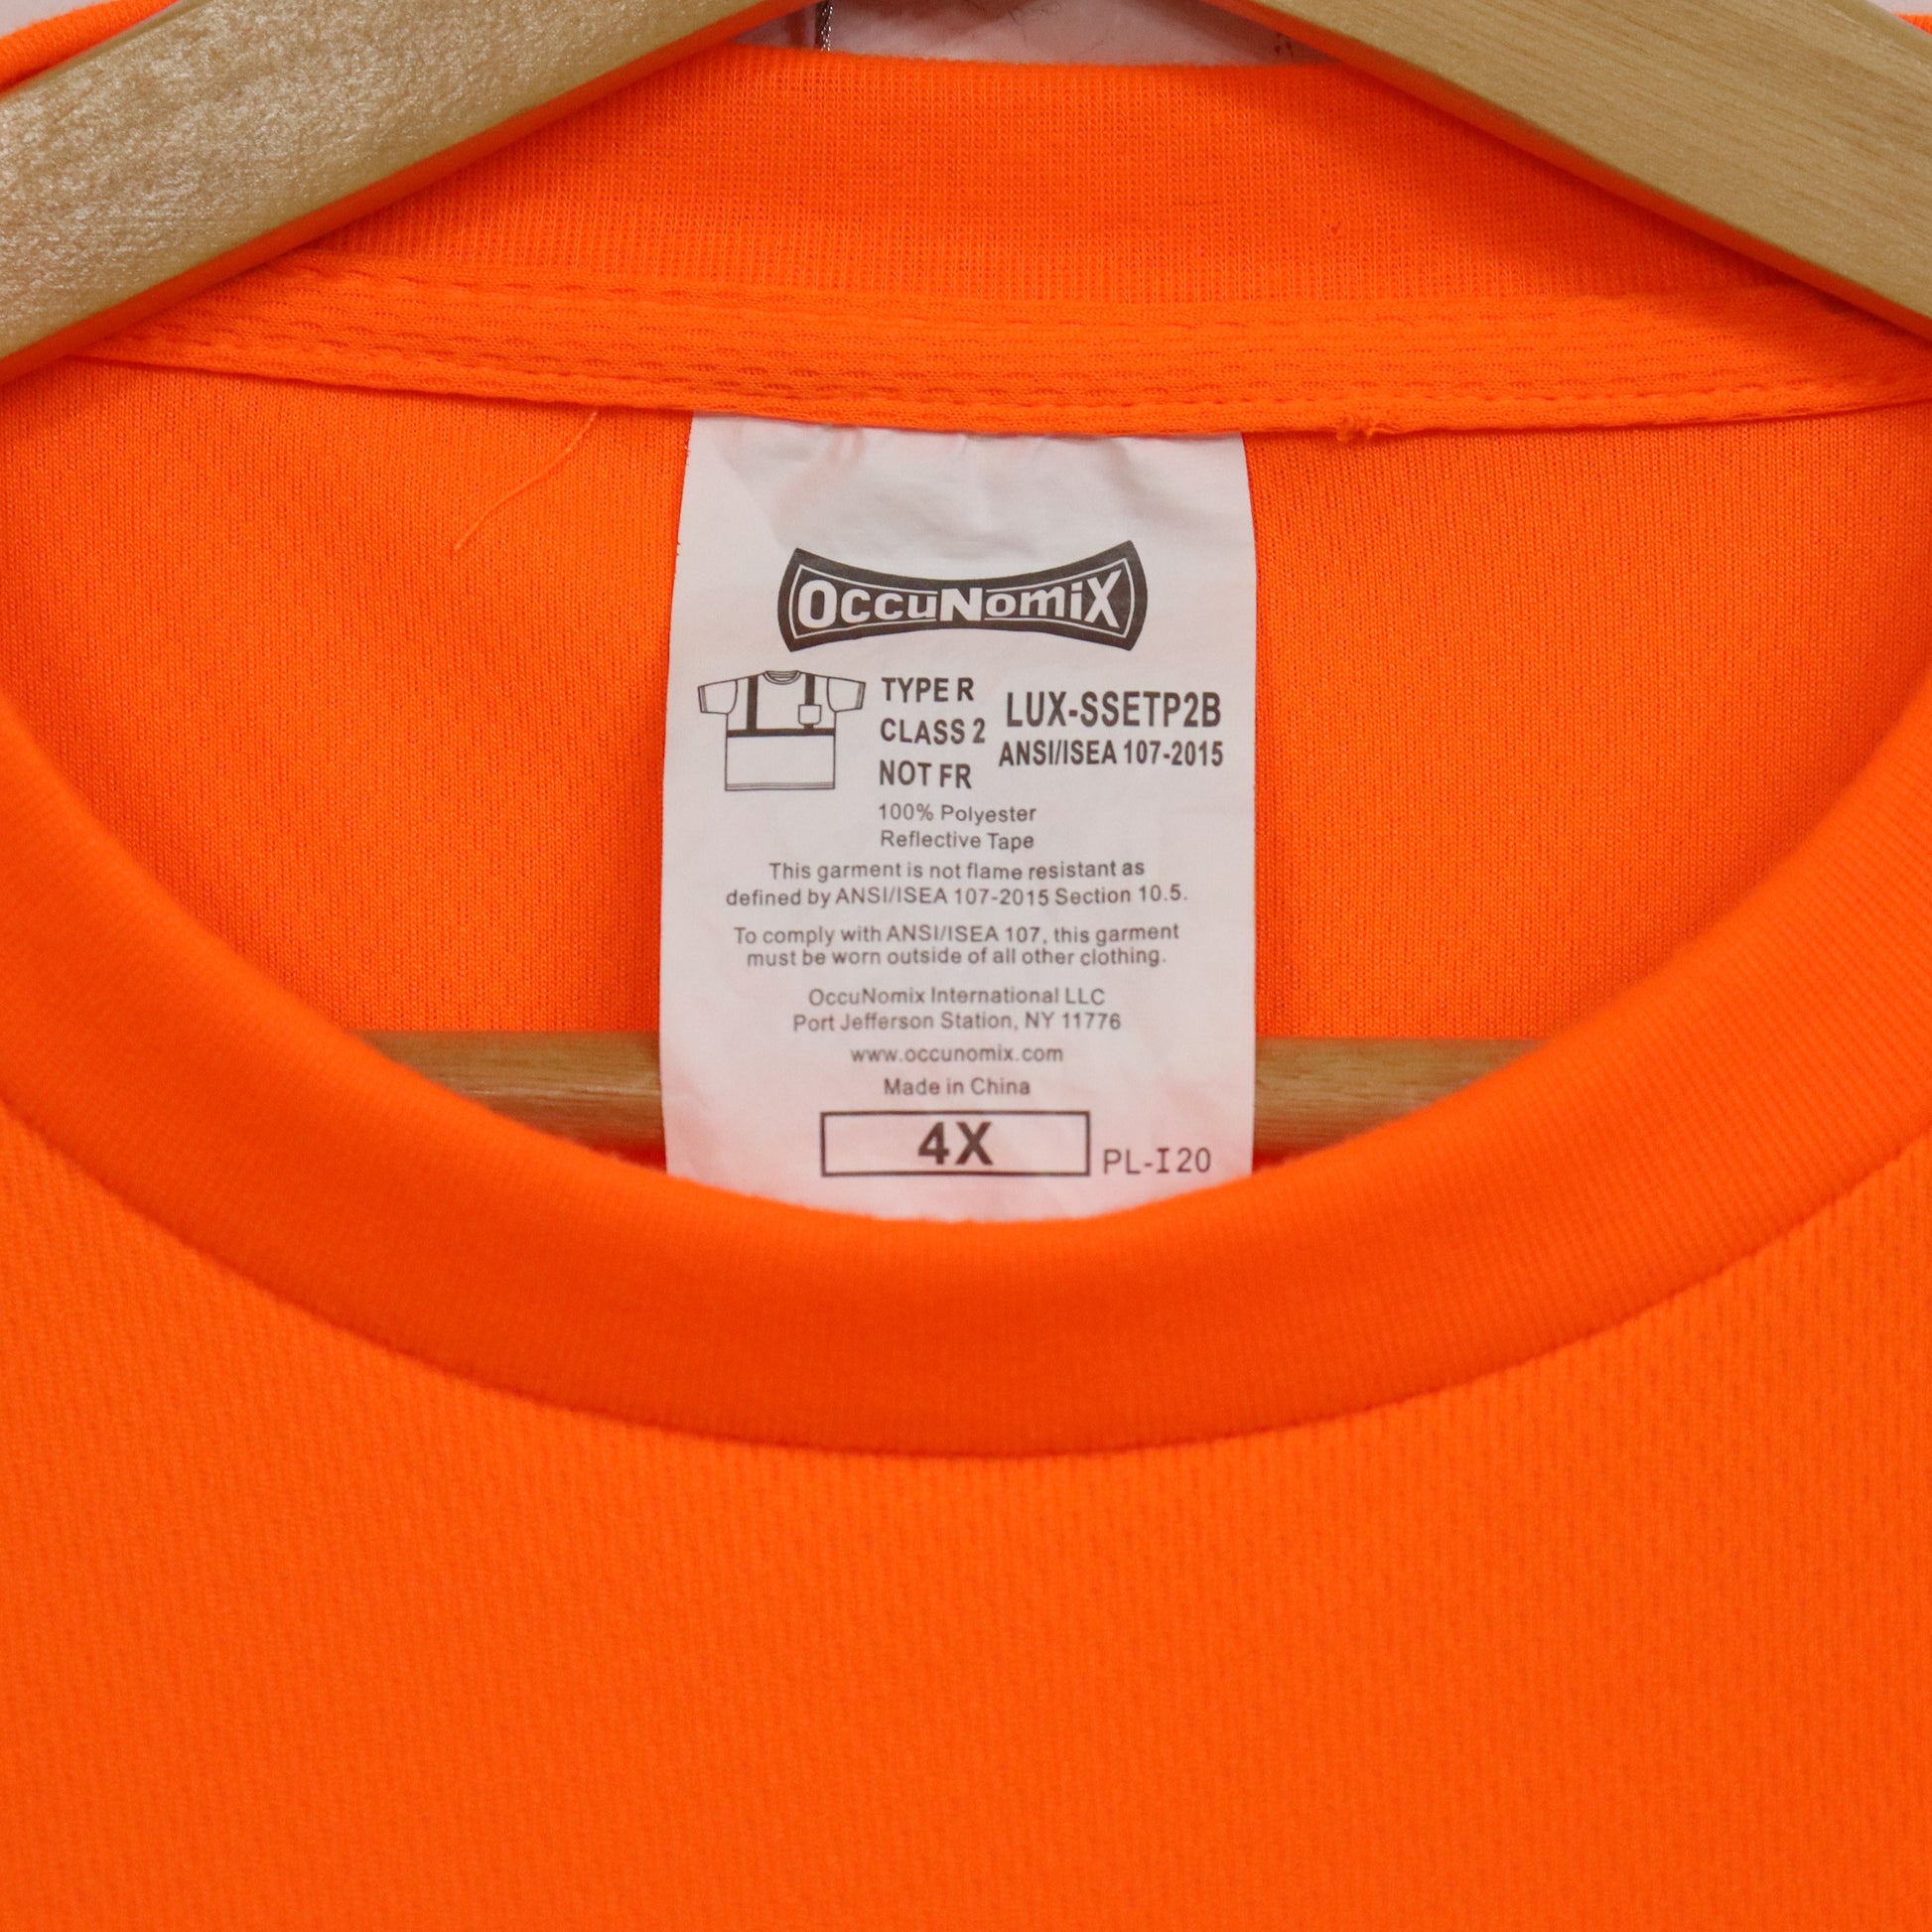 OccuNomiX
TYPE R
CLASS 2
NOT FR
LUX-SSETP2B
ANSI/ISEA 107-2015
100% Polyester
Reflective Tape
This garment is not flame resistant as
defined by ANSI/ISEA 107-2015 Section 10.5.
To comply with ANSI/ISEA 107, this garment
must be worn outside of all other clothing.
OccuNomix International LLC
Port Jefferson Station, NY 11776
www.occunomix.com
Made in China
4X
PL-I20